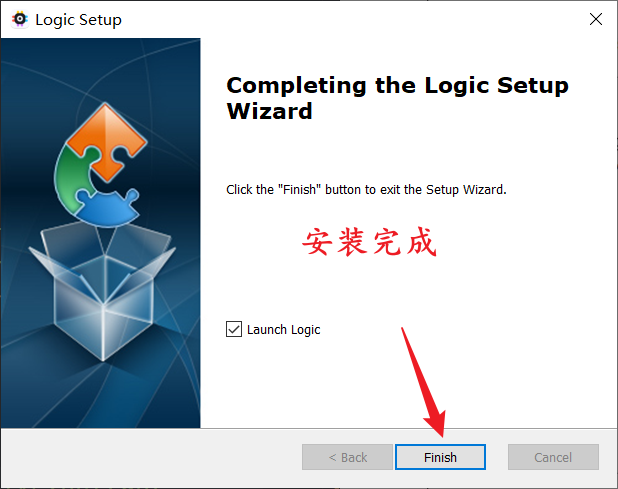 Logic Setup
Completing the Logic Setup
Wizard
Click the "Finish" button to exit the Setup Wizard.
安装完成
Launch Logic
< Back
Finish
Cancel